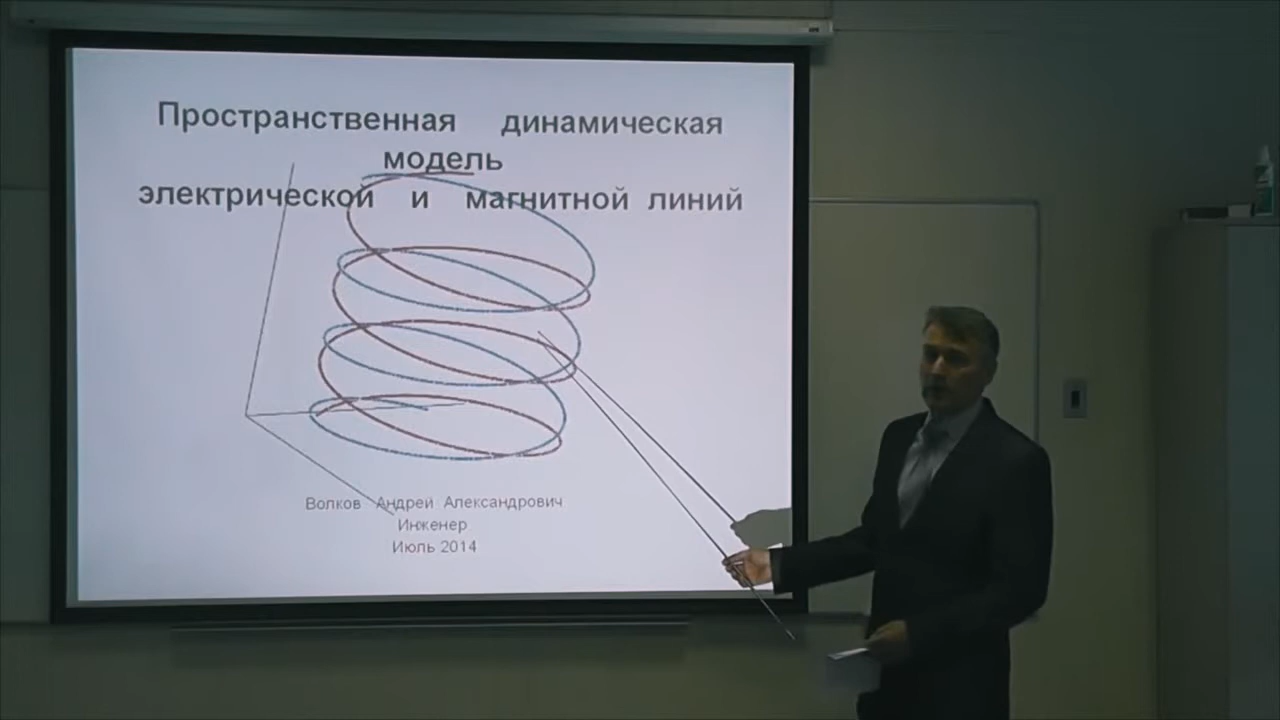 Пространственная динамическая
модель
электрической и магнитной линий
Волков Андрей Александрович
Инженер
Июль 2014